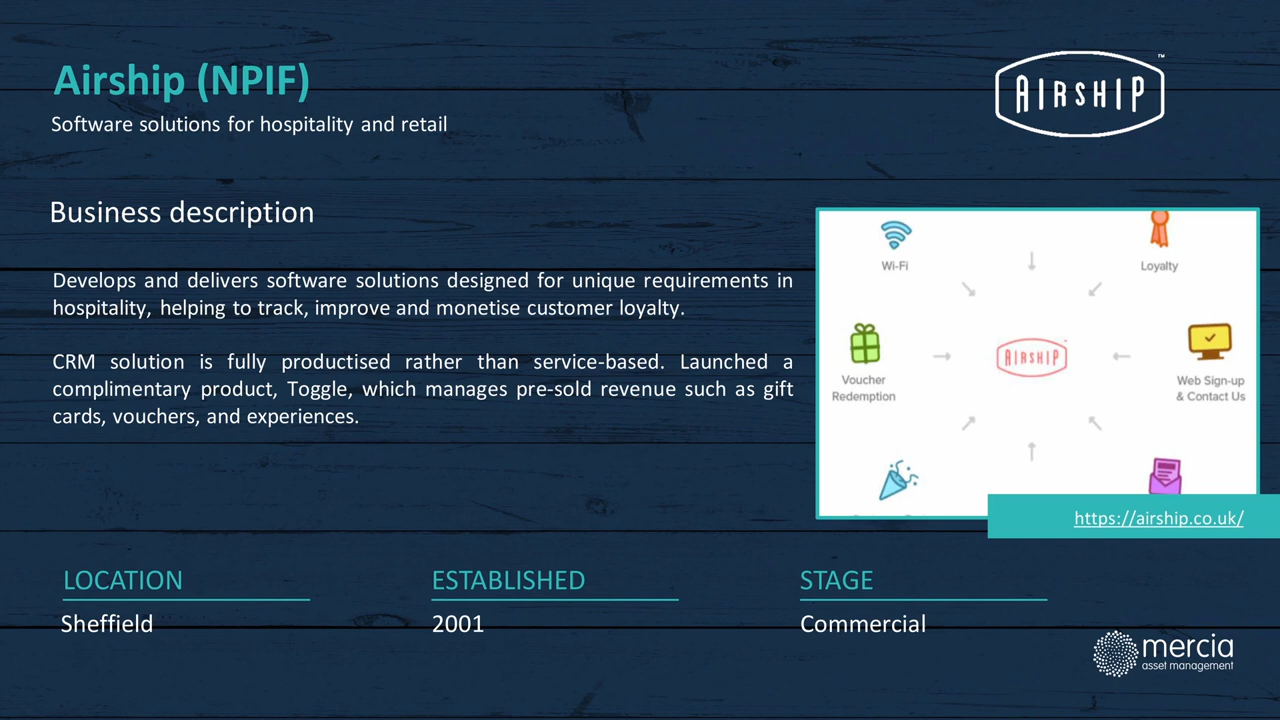 Airship (NPIF)
Software solutions for hospitality and retail
AIRSHIP™
Business description
Develops and delivers software solutions designed for unique requirements in
hospitality, helping to track, improve and monetise customer loyalty.
CRM solution is fully productised rather than service-based. Launched a
complimentary product, Toggle, which manages pre-sold revenue such as gift
cards, vouchers, and experiences.
Wi-Fi
Loyalty
AIRSHIP
Voucher
Redemption
Web Sign-up
& Contact Us
https://airship.co.uk/
LOCATION
Sheffield
ESTABLISHED
2001
STAGE
Commercial
mercia
asset management